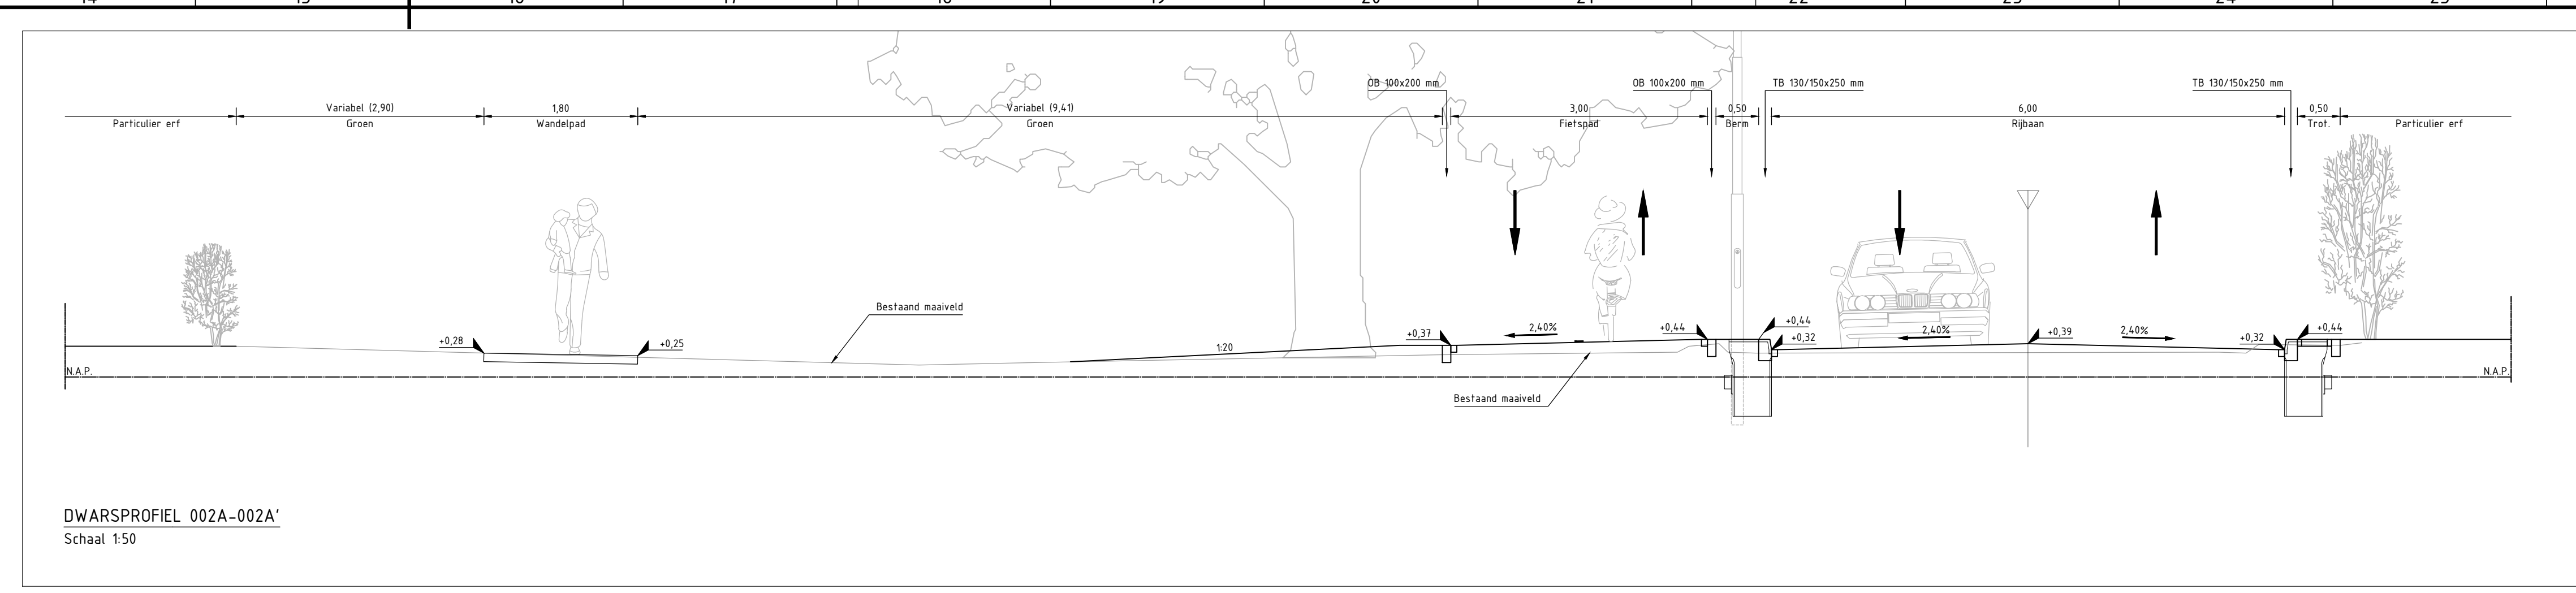 OB 100x200 mm
OB 100x200 mm
TB 130/150x250 mm
TB 130/150x250 mm
Variabel (2,90)
1,80
Variabel (9,41)
3,00
0,50
6,00
0,50
Particulier erf
Groen
Wandelpad
Groen
Fietspad
Berm
Rijbaan
Trot.
Particulier erf
Bestaand maaiveld
+0,28
+0,25
1:20
+0,37
2,40%
+0,44
+0,44
+0,32
2,40%
+0,39
2,40%
+0,32
+0,44
N.A.P.
N.A.P.
Bestaand maaiveld
DWARSPROFIEL 002A-002A'
Schaal 1:50